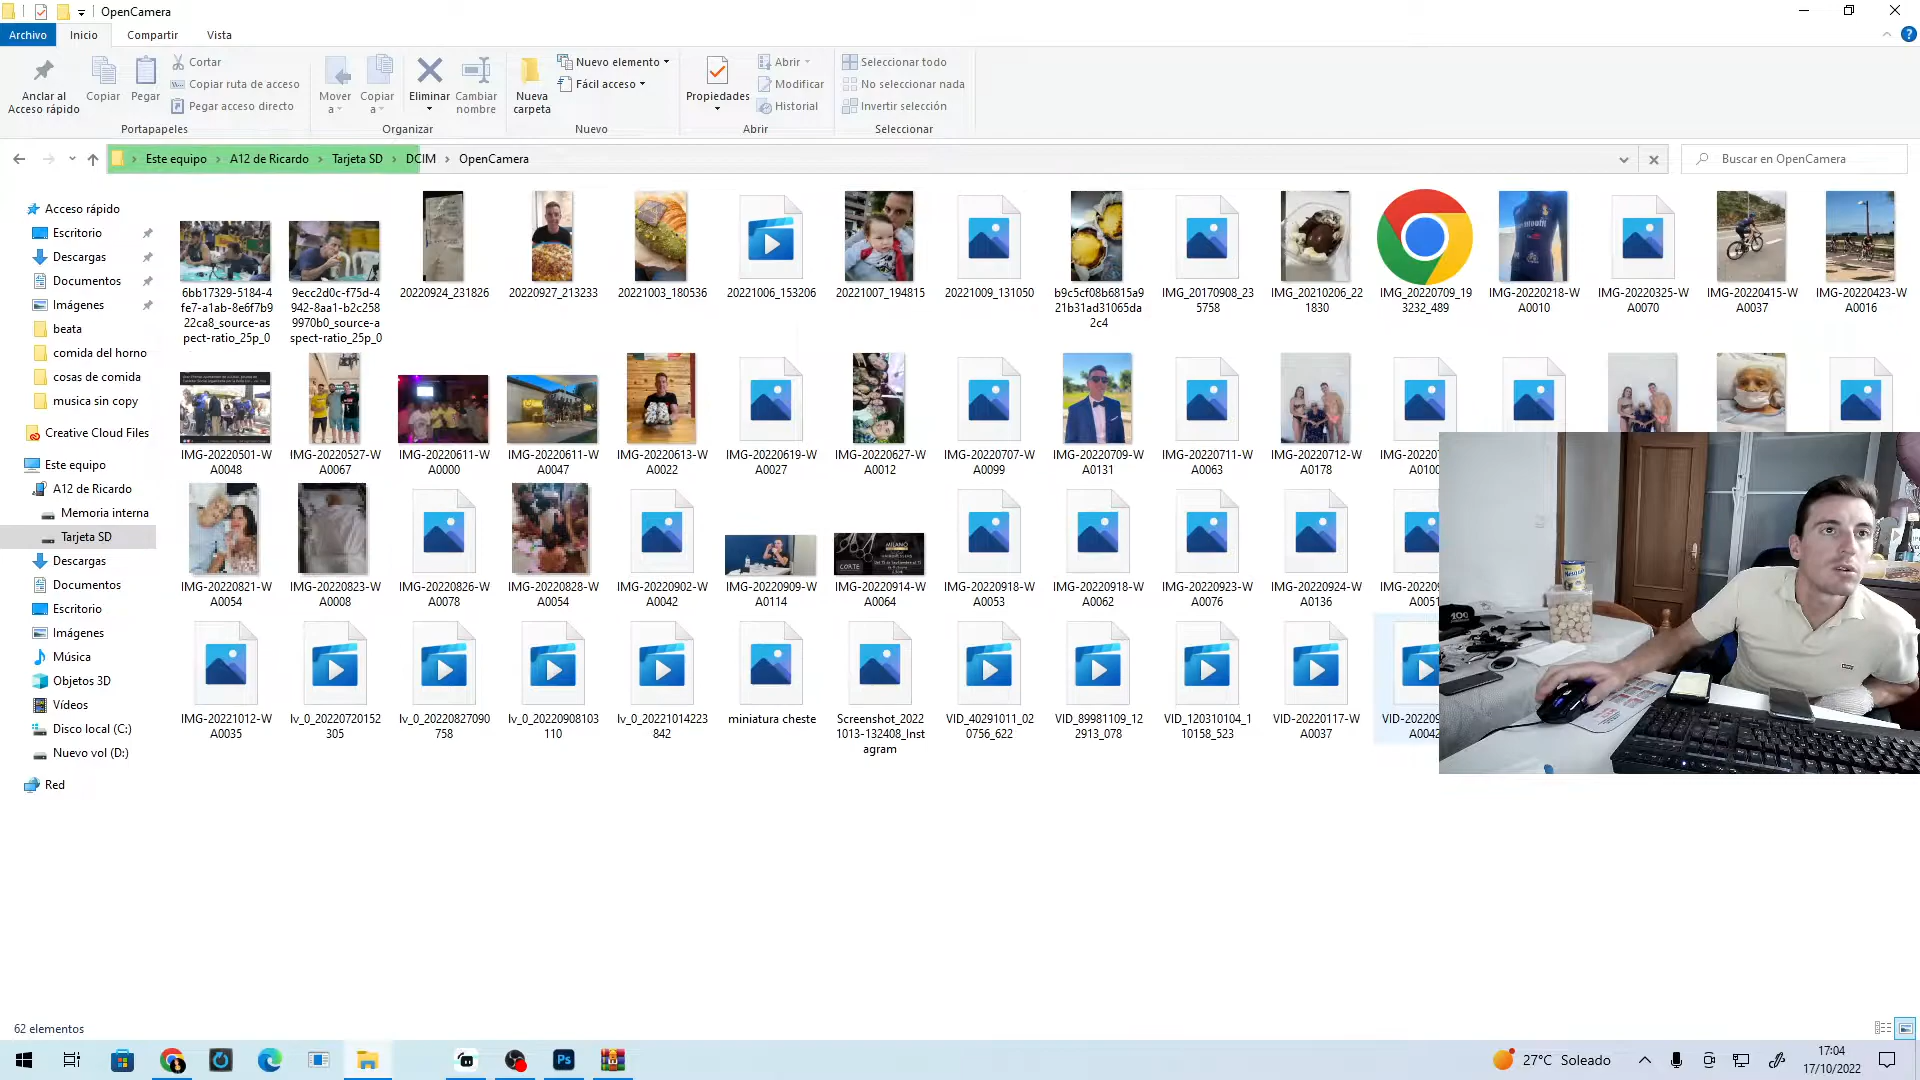 OpenCamera
Archivo Inicio Compartir Vista
Anclar al
Acceso rápido
Copiar
Pegar
Cortar
Copiar ruta de acceso
Pegar acceso directo
Portapapeles
Mover
a
Copiar
a
Eliminar
Cambiar
nombre
Organizar
Nueva
carpeta
Nuevo elemento
Fácil acceso
Nuevo
Propiedades
Abrir
Modificar
Historial
Abrir
Seleccionar todo
No seleccionar nada
Invertir selección
Seleccionar
Este equipo > A12 de Ricardo > Tarjeta SD > DCIM > OpenCamera
Buscar en OpenCamera
Acceso rápido
Escritorio
Descargas
Documentos
Imágenes
beata
comida del horno
cosas de comida
musica sin copy
Creative Cloud Files
Este equipo
A12 de Ricardo
Memoria interna
Tarjeta SD
Descargas
Documentos
Escritorio
Imágenes
Música
Objetos 3D
Vídeos
Disco local (C:)
Nuevo vol (D:)
Red
6bb17329-5184-4
fe7-a1ab-8e6f7b9
22ca8_source-as
pect-ratio_25p_0
9ecc2d0c-f75d-4
942-8aa1-b2c258
9970b0_source-a
spect-ratio_25p_0
20220924_231826
20220927_213233
20221003_180536
20221006_153206
20221007_194815
20221009_131050
b9c5cf08b6815a9
21b31ad31065da
2c4
IMG_20170908_23
5758
IMG_20210206_22
1830
IMG_20220709_19
3232_489
IMG-20220218-W
A0010
IMG-20220325-W
A0070
IMG-20220415-W
A0037
IMG-20220423-W
A0016
IMG-20220501-W
A0048
IMG-20220527-W
A0067
IMG-20220611-W
A0000
IMG-20220611-W
A0047
IMG-20220613-W
A0022
IMG-20220619-W
A0027
IMG-20220627-W
A0012
IMG-20220707-W
A0099
IMG-20220709-W
A0131
IMG-20220711-W
A0063
IMG-20220712-W
A0178
IMG-202207
A0100
IMG-20220821-W
A0054
IMG-20220823-W
A0008
IMG-20220826-W
A0078
IMG-20220828-W
A0054
IMG-20220902-W
A0042
MILANO
CORTE
IMG-20220909-W
A0114
IMG-20220914-W
A0064
IMG-20220918-W
A0053
IMG-20220918-W
A0062
IMG-20220923-W
A0076
IMG-20220924-W
A0136
IMG-202209
A0051
IMG-20221012-W
A0035
lv_0_20220720152
305
lv_0_20220827090
758
lv_0_20220908103
110
lv_0_20221014223
842
miniatura cheste
Screenshot_2022
1013-132408_Inst
agram
VID_40291011_02
0756_622
VID_89981109_12
2913_078
VID_120310104_1
10158_523
VID-20220117-W
A0037
VID-202209
A0042
62 elementos
Ps
27°C Soleado
17:04
17/10/2022